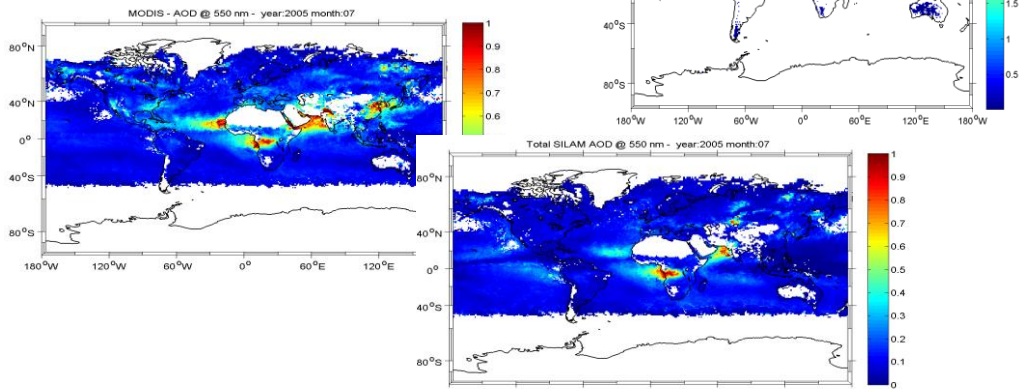 MODIS - AOD @ 550 nm - year:2005 month:07
80°N
40°N
0°
40°S
80°S
180°W 120°W 60°W 0° 60°E 120°E
1
0.9
0.8
0.7
0.6
40°S
80°S
180°W 120°W 60°W 0° 60°E 120°E 180°W
1.5
1
0.5
Total SILAM AOD @ 550 nm - year:2005 month:07
80°N
40°N
0°
40°S
80°S
1
0.9
0.8
0.7
0.6
0.5
0.4
0.3
0.2
0.1
0